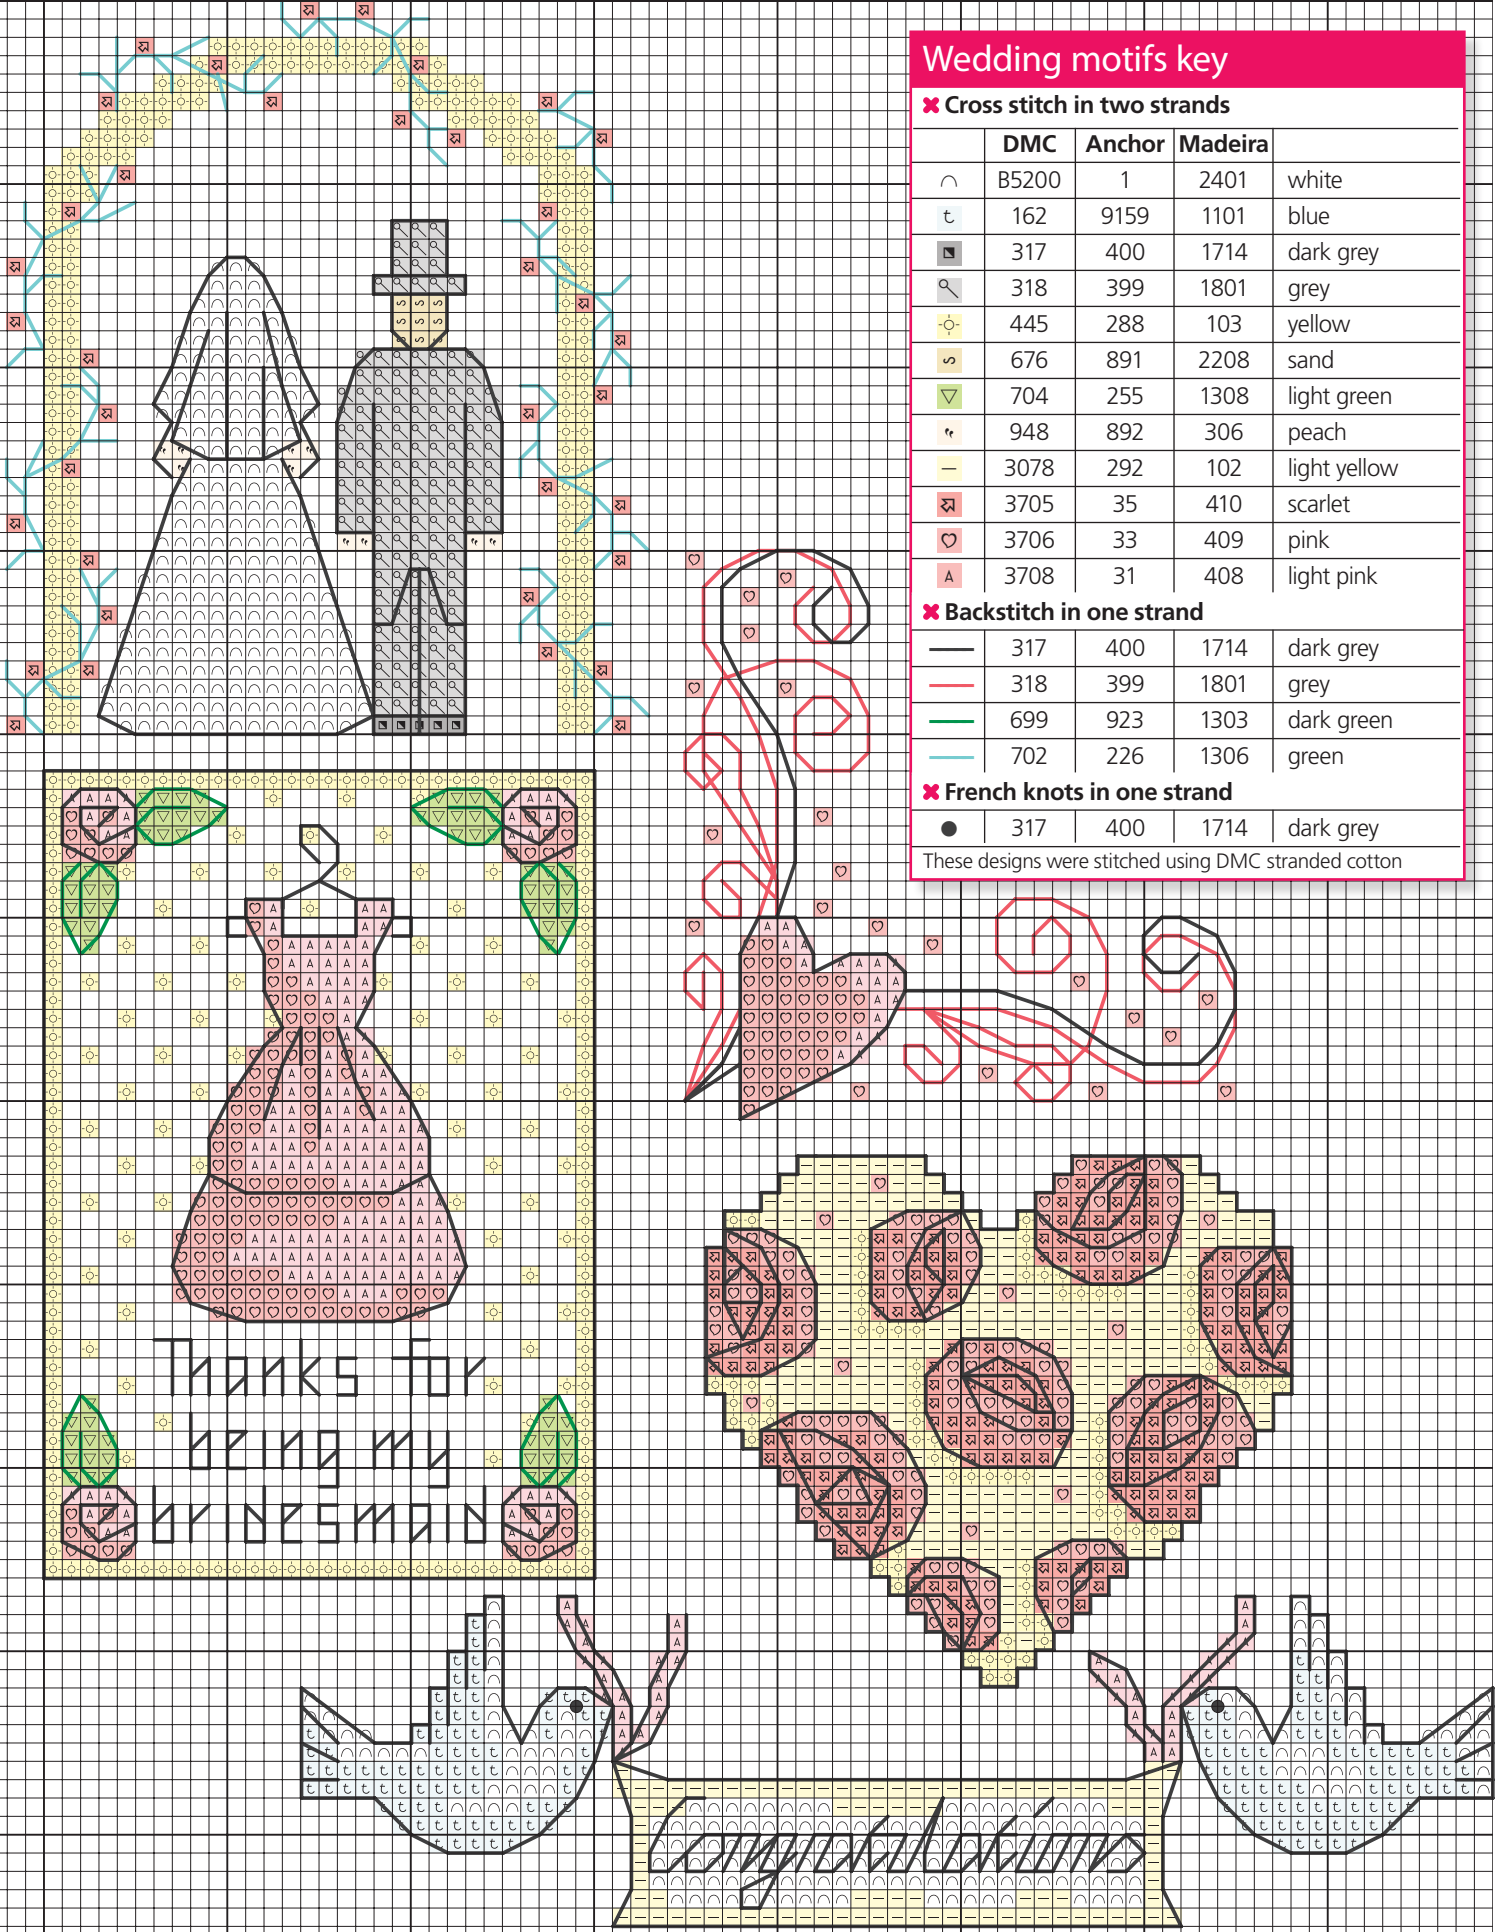 Wedding motifs key
Cross stitch in two strands
DMC Anchor Madeira
B5200 1 2401 white
t 162 9159 1101 blue
317 400 1714 dark grey
318 399 1801 grey
445 288 103 yellow
s 676 891 2208 sand
704 255 1308 light green
948 892 306 peach
3078 292 102 light yellow
3705 35 410 scarlet
3706 33 409 pink
A 3708 31 408 light pink
Backstitch in one strand
317 400 1714 dark grey
318 399 1801 grey
699 923 1303 dark green
702 226 1306 green
French knots in one strand
317 400 1714 dark grey
These designs were stitched using DMC stranded cotton
Thanks for
being my
bridesmaid